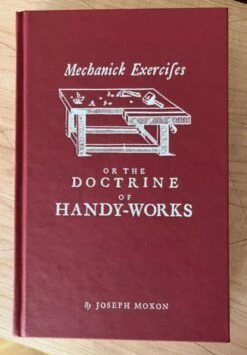 Mechanick Exercises
A
OR THE
DOCTRINE
OF
HANDY-WORKS
By JOSEPH MOXON